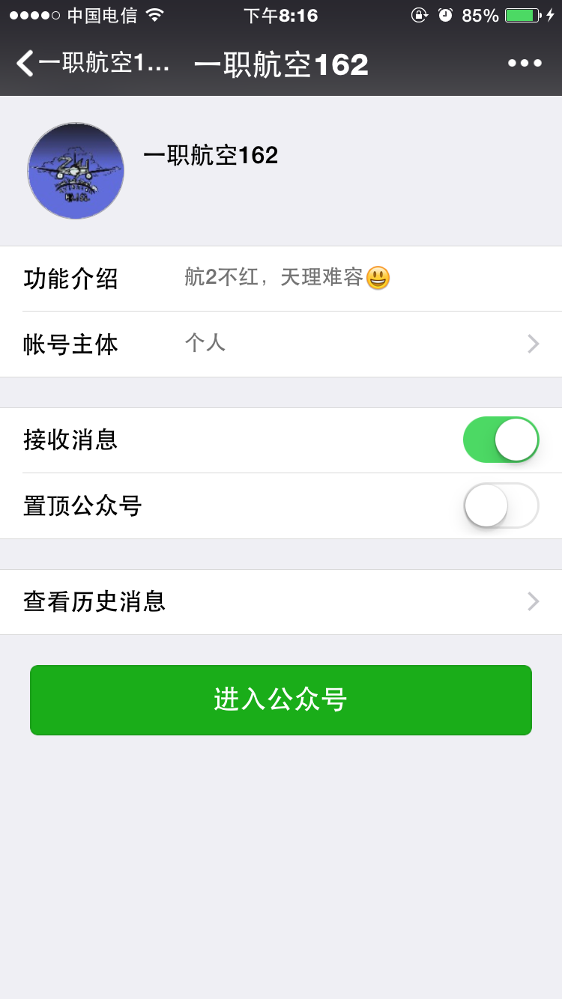 中国电信 下午8:16 85%
一职航空1... 一职航空162
一职航空162
功能介绍 航2不红，天理难容😃
帐号主体 个人
接收消息
置顶公众号
查看历史消息
进入公众号